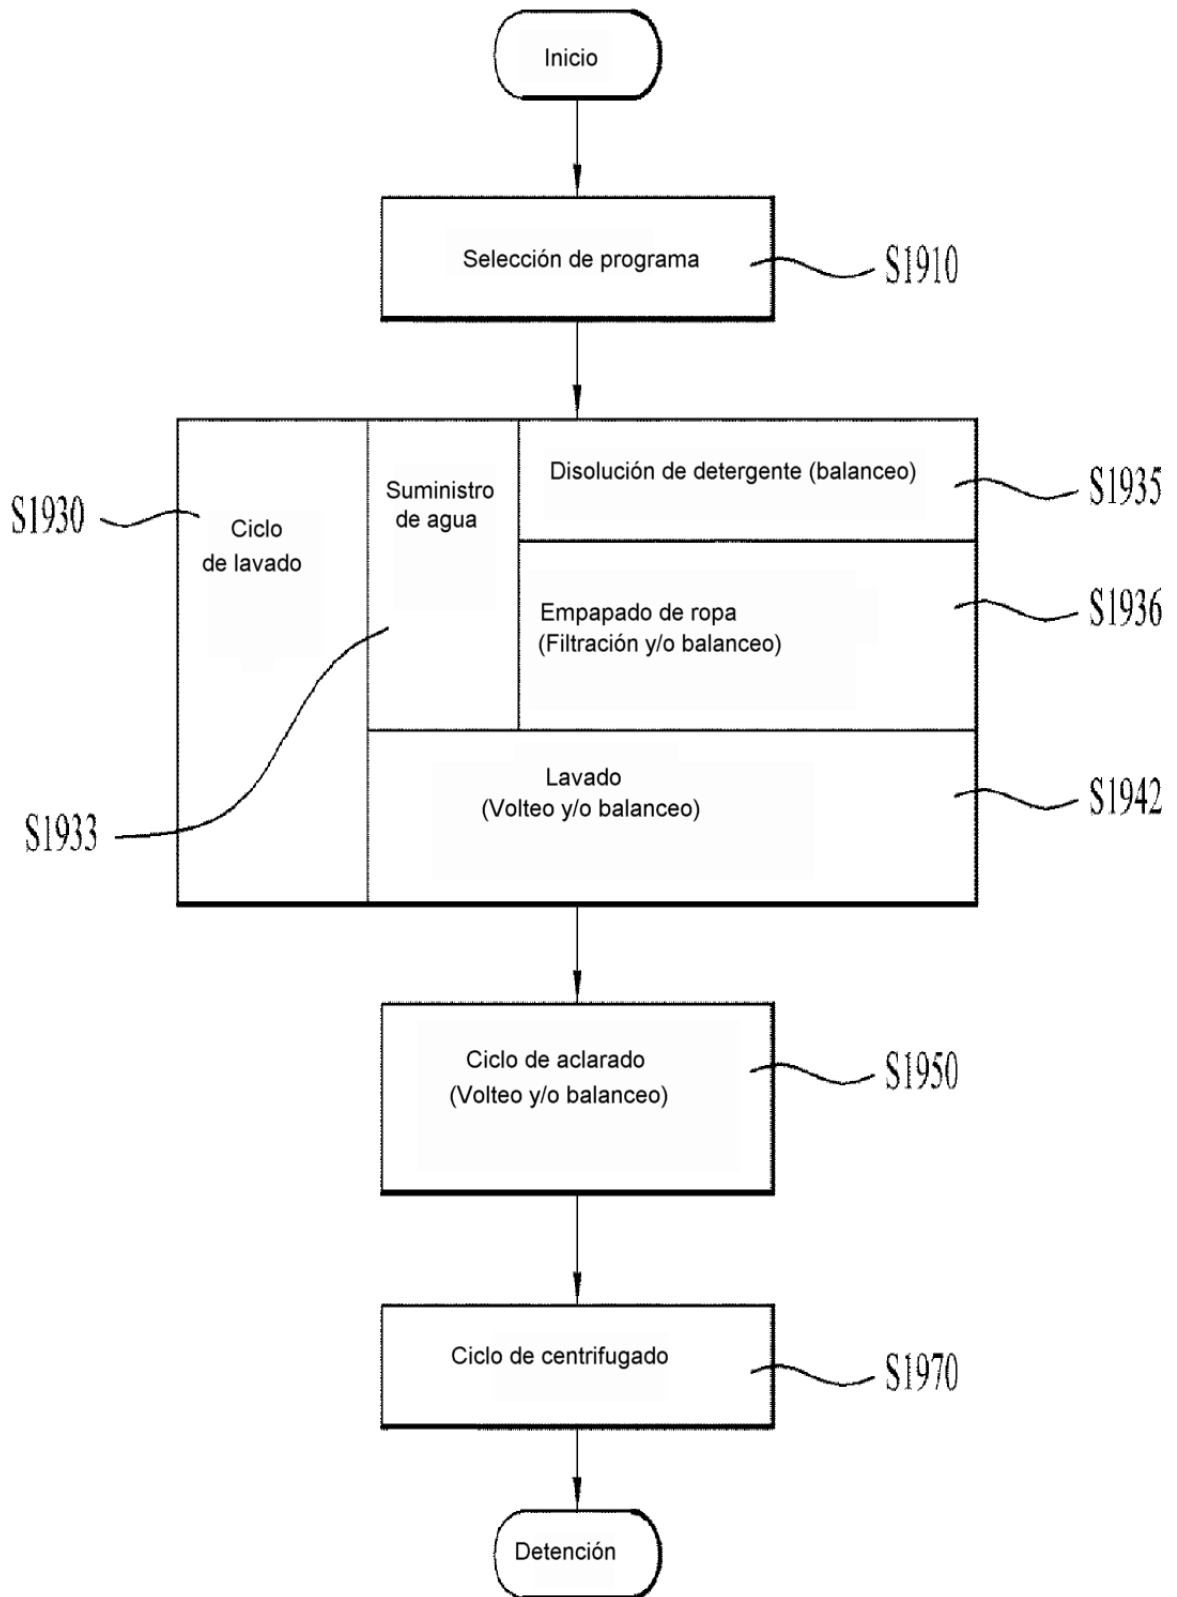 Inicio
Selección de programa
S1910
S1930
Ciclo
de lavado
Suministro
de agua
Disolución de detergente (balanceo)
S1935
Empapado de ropa
(Filtración y/o balanceo)
S1936
Lavado
(Volteo y/o balanceo)
S1942
S1933
Ciclo de aclarado
(Volteo y/o balanceo)
S1950
Ciclo de centrifugado
S1970
Detención